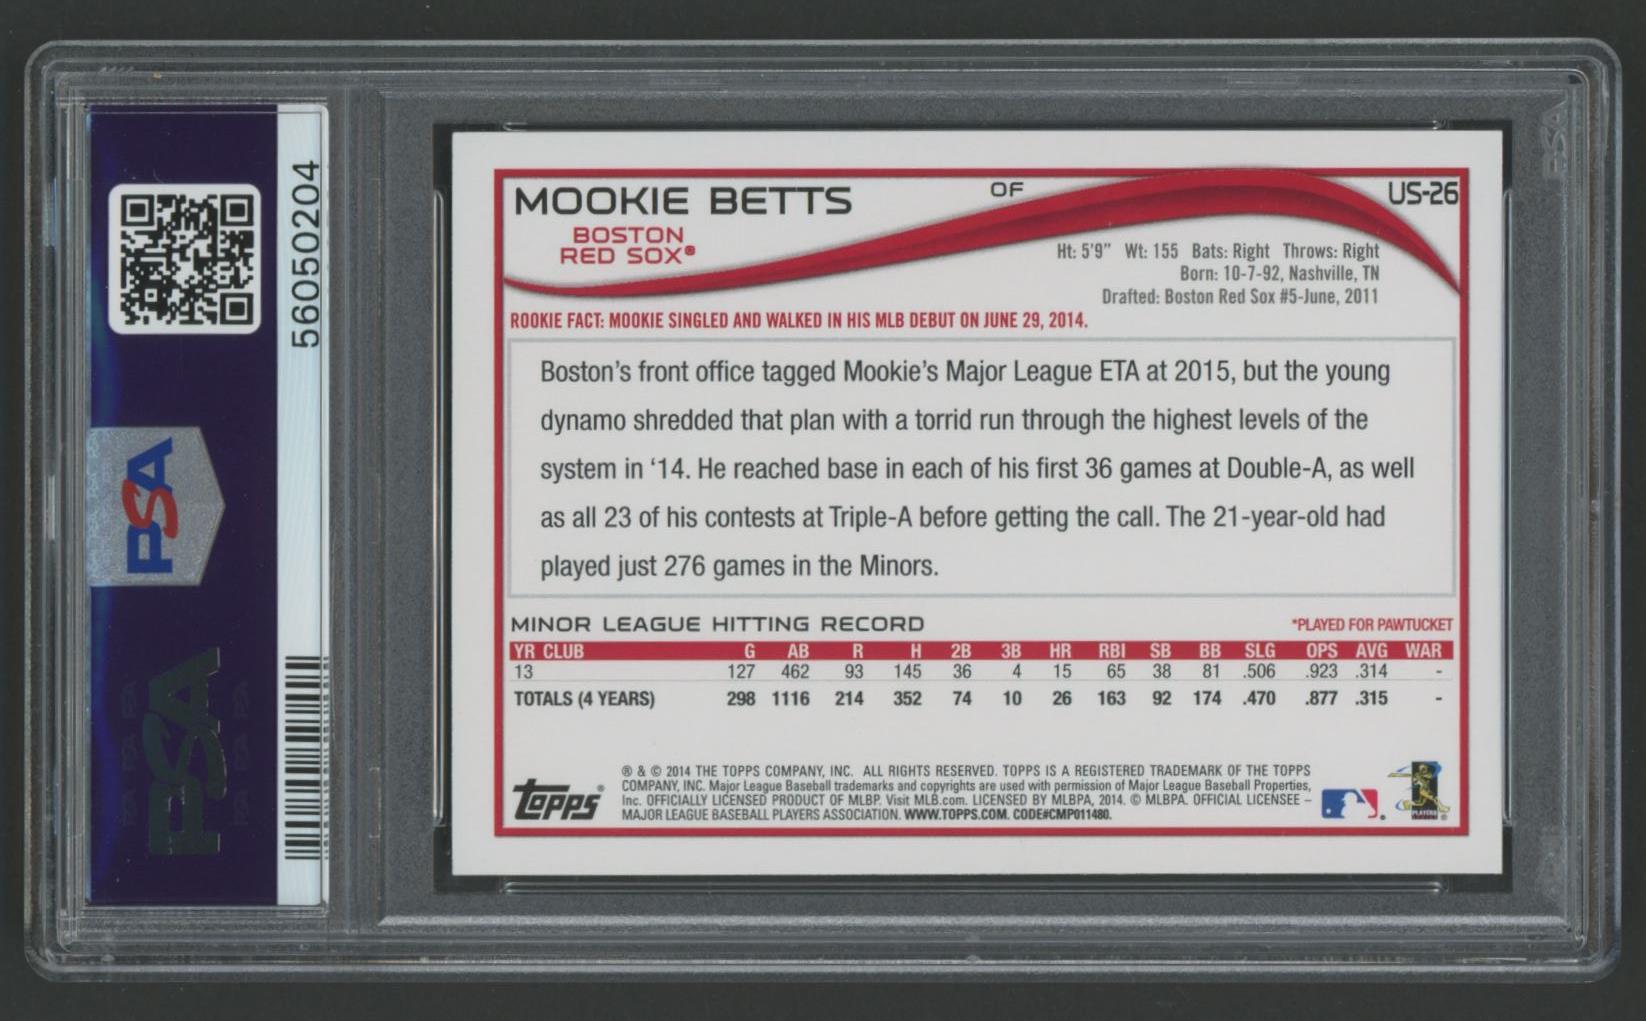 56050204
PSA
PSA
MOOKIE BETTS
OF
US-26
BOSTON
RED SOX®
Ht: 5'9" Wt: 155 Bats: Right Throws: Right
Born: 10-7-92, Nashville, TN
Drafted: Boston Red Sox #5-June, 2011
ROOKIE FACT: MOOKIE SINGLED AND WALKED IN HIS MLB DEBUT ON JUNE 29, 2014.
Boston's front office tagged Mookie's Major League ETA at 2015, but the young
dynamo shredded that plan with a torrid run through the highest levels of the
system in ‘14. He reached base in each of his first 36 games at Double-A, as well
as all 23 of his contests at Triple-A before getting the call. The 21-year-old had
played just 276 games in the Minors.
MINOR LEAGUE HITTING RECORD
*PLAYED FOR PAWTUCKET
YR CLUB G AB R H 2B 3B HR RBI SB BB SLG OPS AVG WAR
13 127 462 93 145 36 4 15 65 38 81 .506 .923 .314 -
TOTALS (4 YEARS) 298 1116 214 352 74 10 26 163 92 174 .470 .877 .315 -
topps®
® & © 2014 THE TOPPS COMPANY, INC. ALL RIGHTS RESERVED. TOPPS IS A REGISTERED TRADEMARK OF THE TOPPS
COMPANY, INC. Major League Baseball trademarks and copyrights are used with permission of Major League Baseball Properties,
Inc. OFFICIALLY LICENSED PRODUCT OF MLBP. Visit MLB.com. LICENSED BY MLBPA, 2014. © MLBPA. OFFICIAL LICENSEE –
MAJOR LEAGUE BASEBALL PLAYERS ASSOCIATION. WWW.TOPPS.COM. CODE#CMP011480.
PLAYERS
PSA